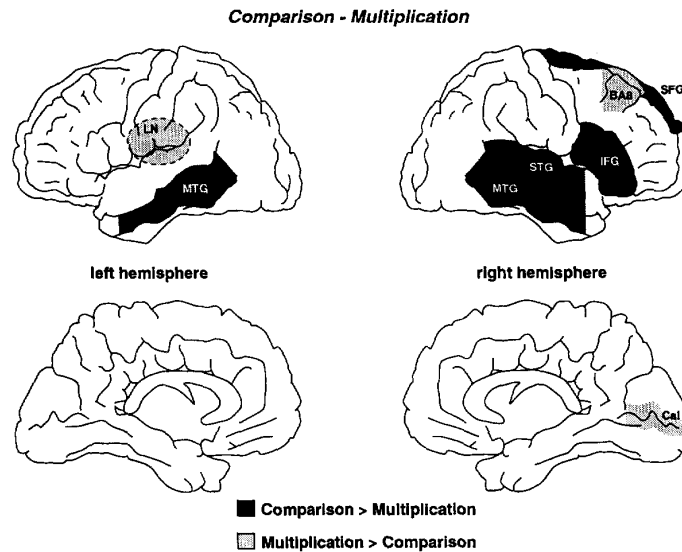 Comparison - Multiplication
LN
MTG
BA8
SFG
IFG
STG
MTG
left hemisphere
right hemisphere
Cal
Comparison > Multiplication
Multiplication > Comparison